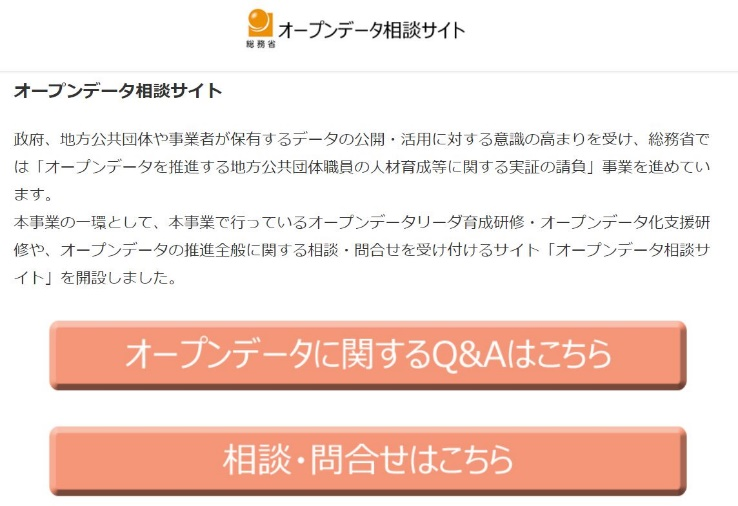 総務省
オープンデータ相談サイト
オープンデータ相談サイト
政府、地方公共団体や事業者が保有するデータの公開・活用に対する意識の高まりを受け、総務省で
は「オープンデータを推進する地方公共団体職員の人材育成等に関する実証の請負」事業を進めてい
ます。
本事業の一環として、本事業で行っているオープンデータリーダ育成研修・オープンデータ化支援研
修や、オープンデータの推進全般に関する相談・問合せを受け付けるサイト「オープンデータ相談サ
イト」を開設しました。
オープンデータに関するQ&Aはこちら
相談・問合せはこちら